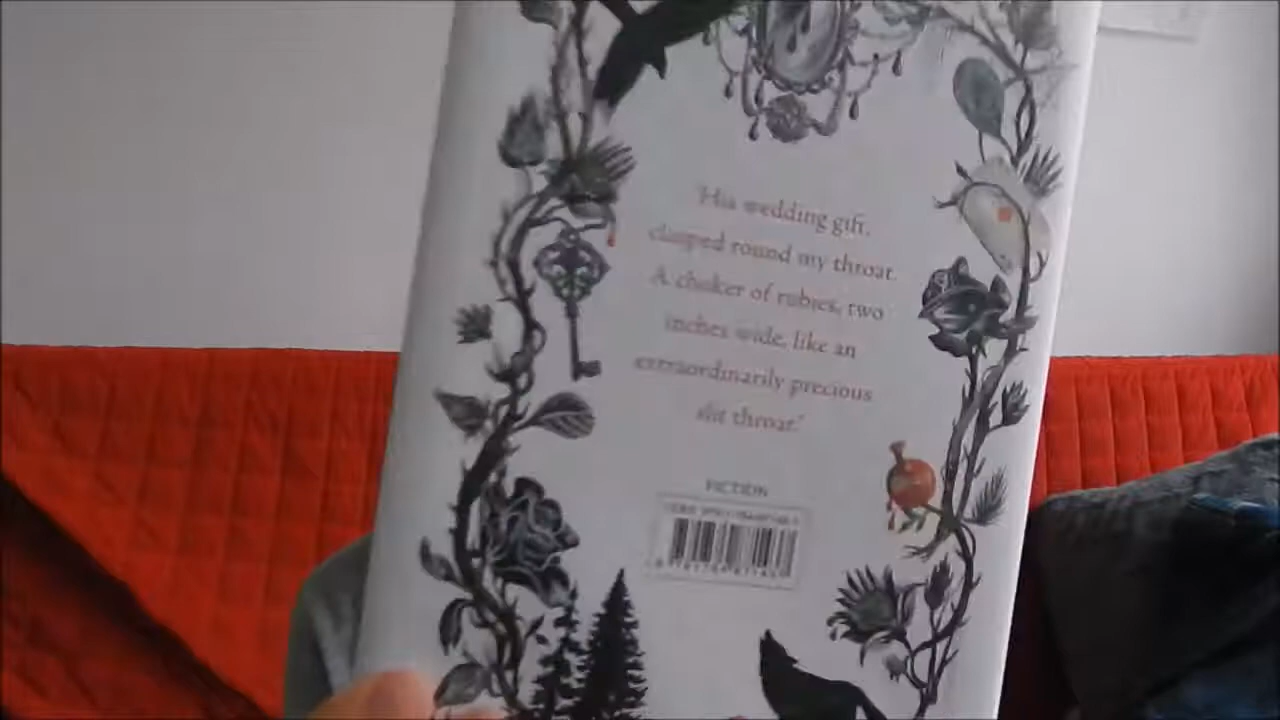 'His wedding gift,
clasped round my throat.
A choker of rubies, two
inches wide, like an
extraordinarily precious
slit throat.'
FICTION